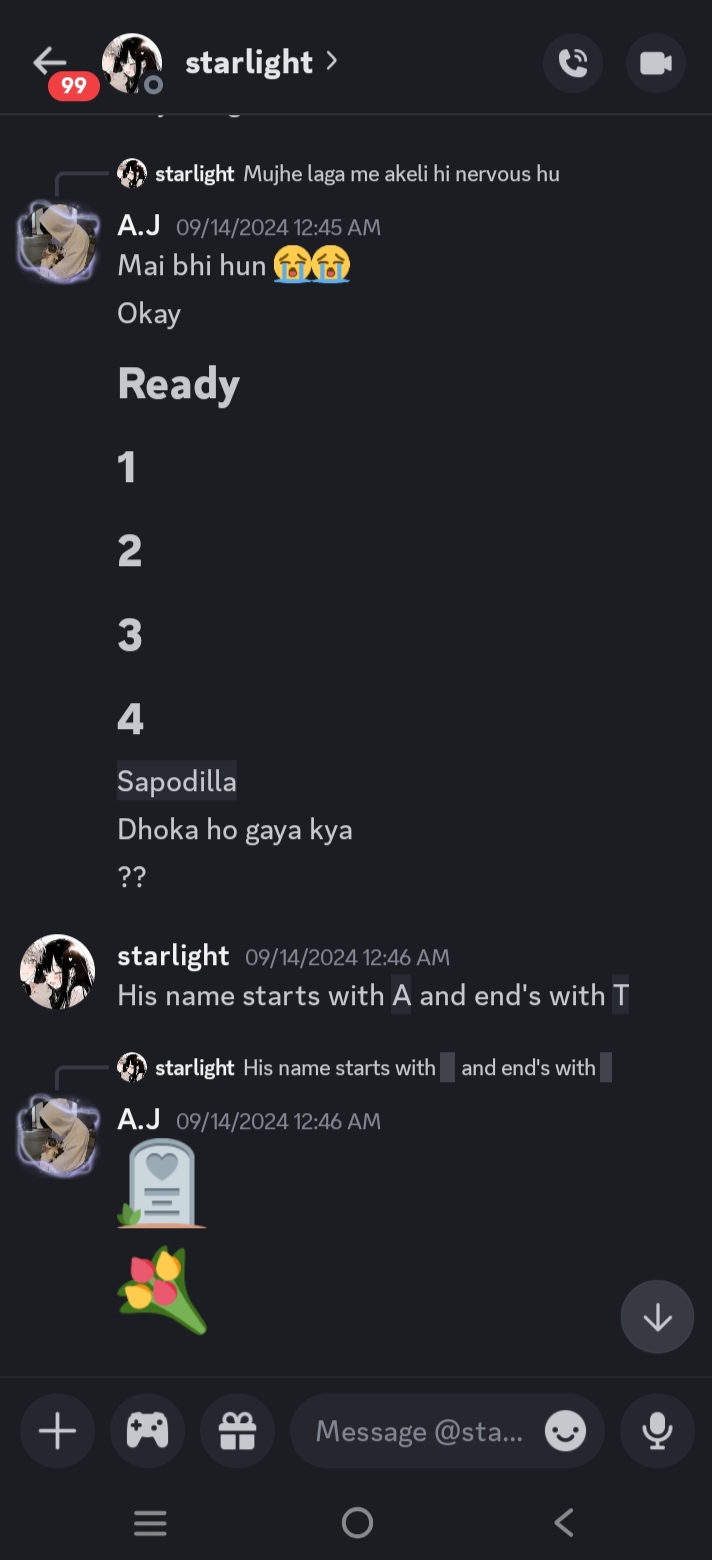 99
starlight
starlight Mujhe laga me akeli hi nervous hu
A.J 09/14/2024 12:45 AM
Mai bhi hun 😭😭
Okay
Ready
1
2
3
4
Sapodilla
Dhoka ho gaya kya
??
starlight 09/14/2024 12:46 AM
His name starts with A and end's with T
starlight His name starts with and end's with
A.J 09/14/2024 12:46 AM
🪦
💐
Message @sta...